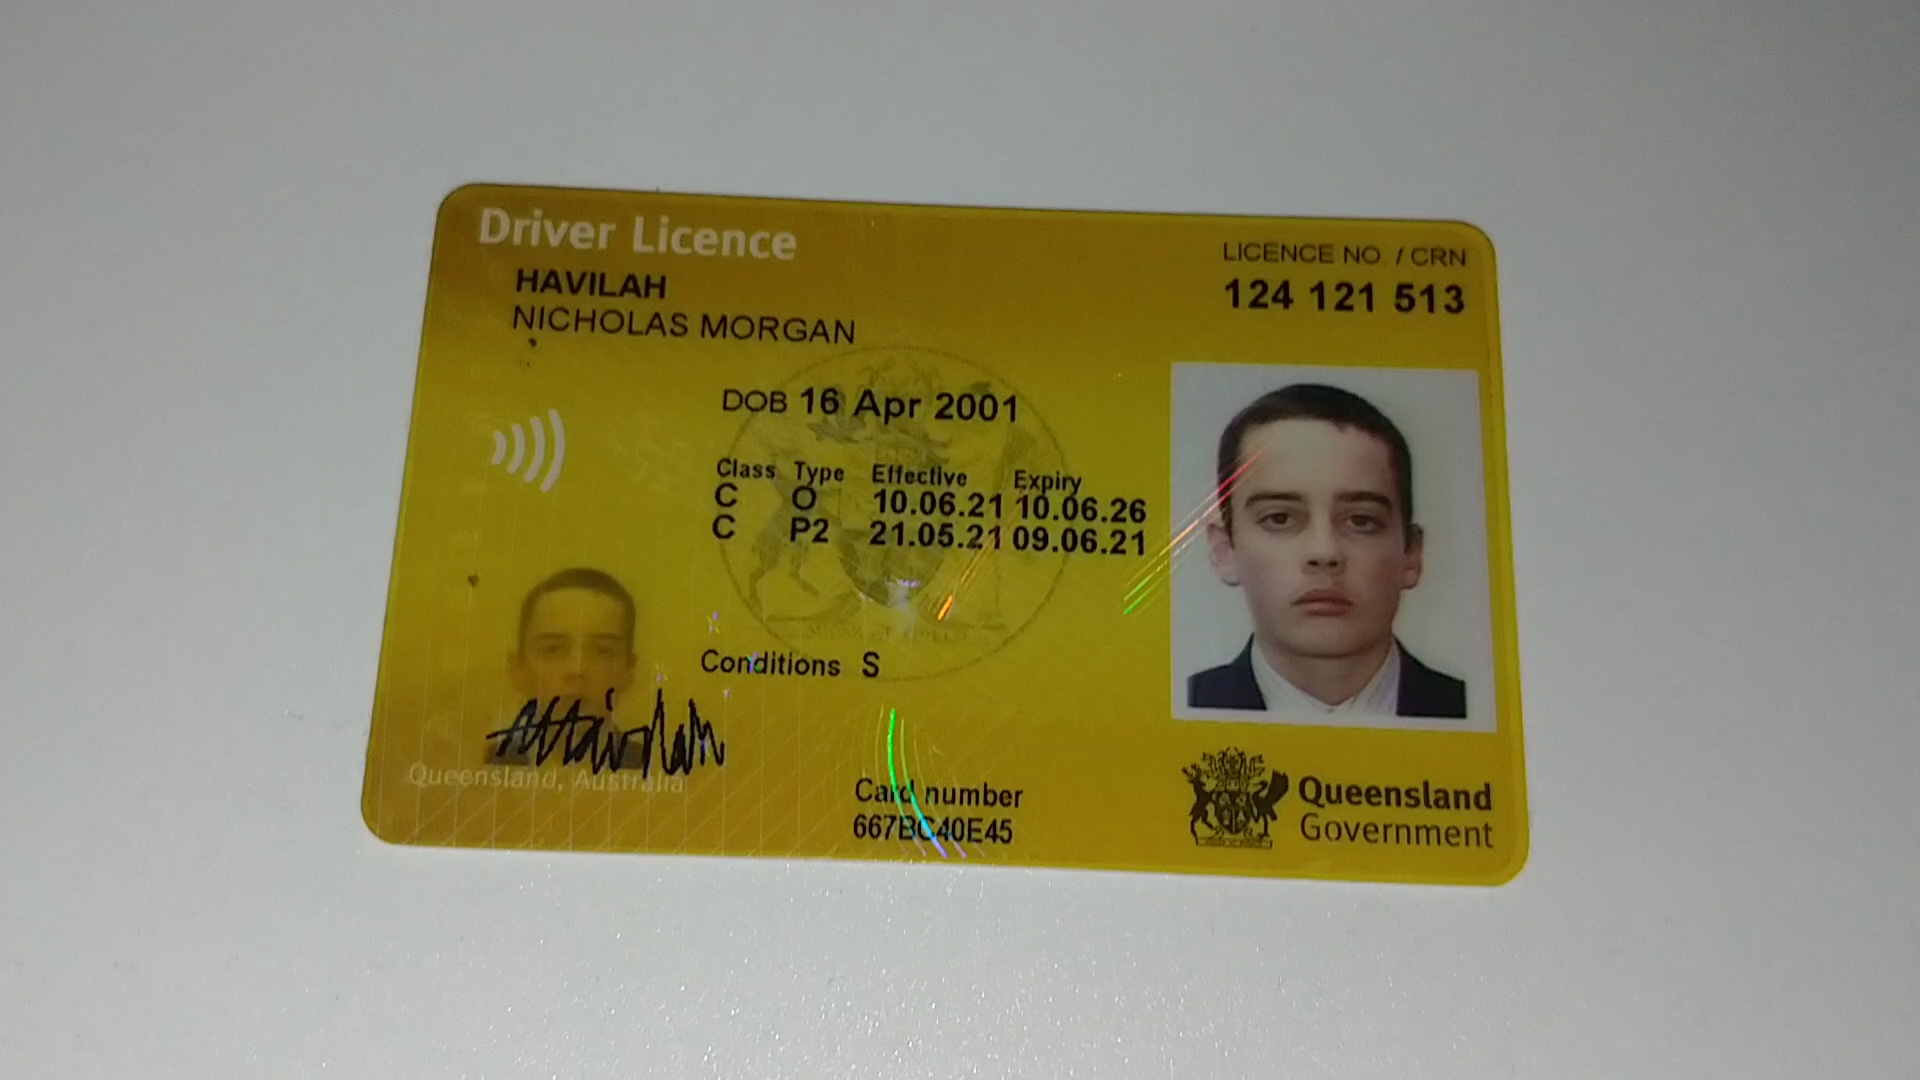 Driver Licence
HAVILAH
NICHOLAS MORGAN
LICENCE NO. / CRN
124 121 513
DOB 16 Apr 2001
Class Type Effective Expiry
C O 10.06.21 10.06.26
C P2 21.05.21 09.06.21
Conditions S
Queensland, Australia
Card number
667BC40E45
Queensland
Government